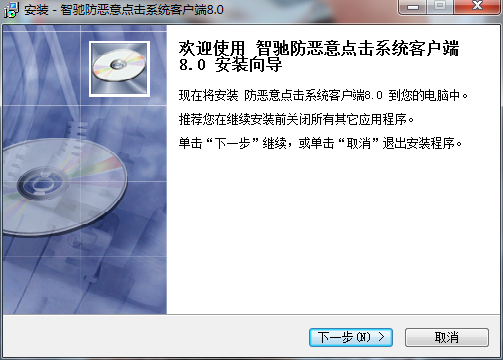 安装 - 智驰防恶意点击系统客户端8.0
欢迎使用 智驰防恶意点击系统客户端
8.0 安装向导
现在将安装 防恶意点击系统客户端8.0 到您的电脑中。
推荐您在继续安装前关闭所有其它应用程序。
单击“下一步”继续，或单击“取消”退出安装程序。
下一步(N) >
取消